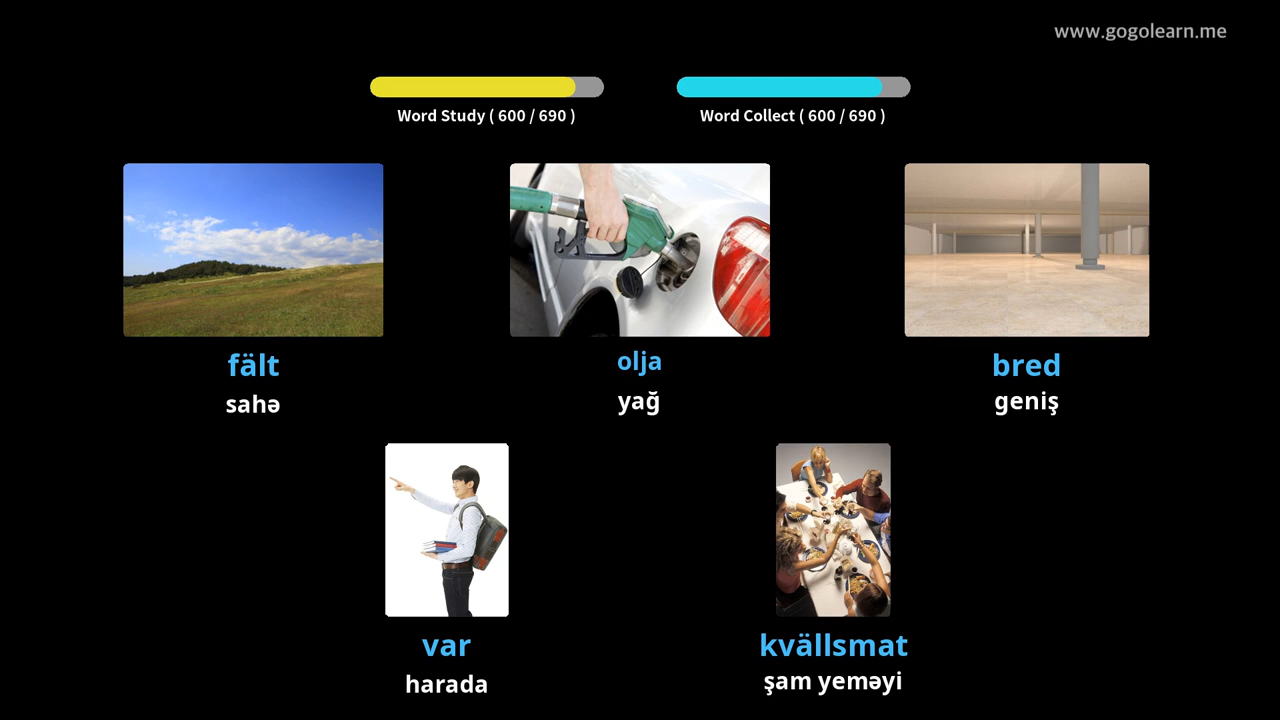 www.gogolearn.me
Word Study ( 600 / 690 )
Word Collect ( 600 / 690 )
fält
olja
bred
sahə
yağ
geniş
var
kvällsmat
harada
şam yeməyi